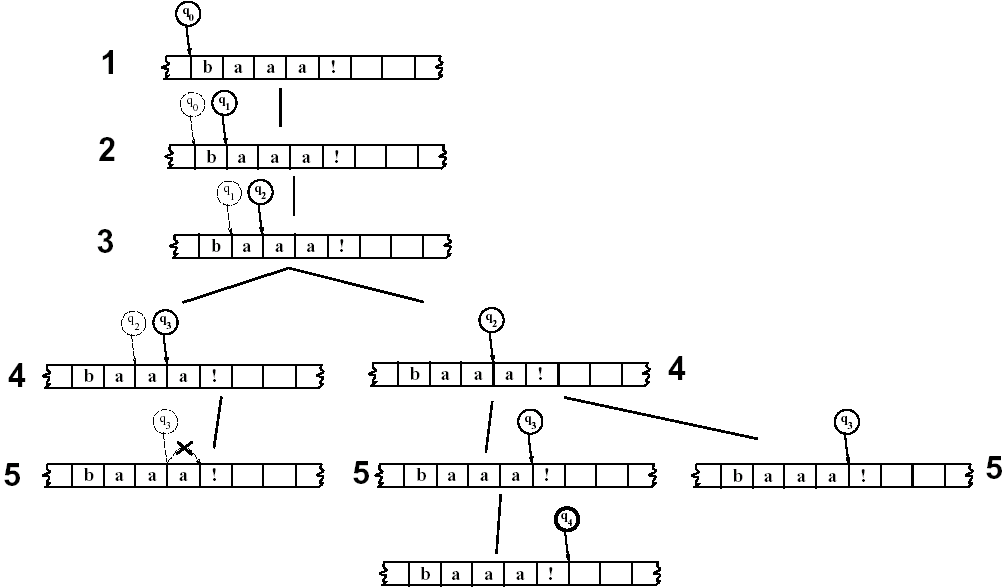 q0
1 b a a a !
q0 q1
2 b a a a !
q1 q2
3 b a a a !
q2 q3 q2
4 b a a a ! b a a a ! 4
q3 q3 q3
5 b a a a ! 5 b a a a ! b a a a ! 5
q4
b a a a !